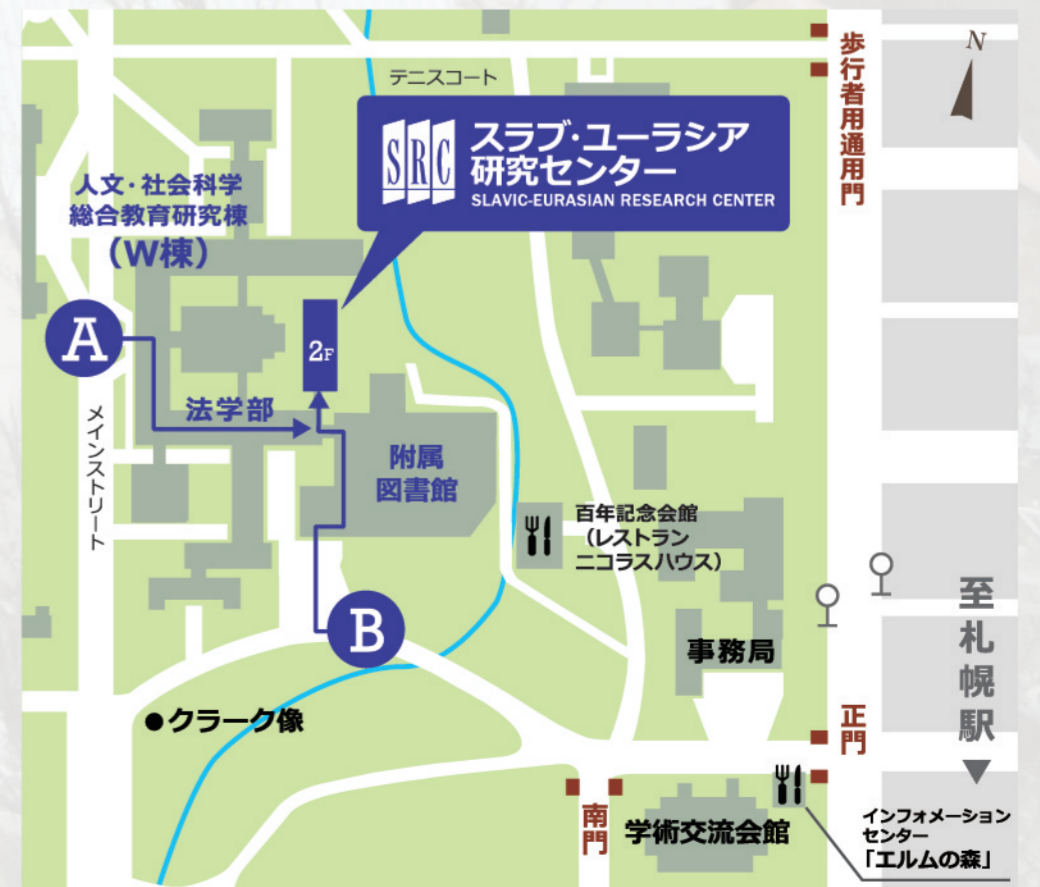 N
歩行者用通用門
テニスコート
SRC
スラブ・ユーラシア
研究センター
SLAVIC-EURASIAN RESEARCH CENTER
人文・社会科学
総合教育研究棟
(W棟)
A
2F
法学部
メインストリート
附属
図書館
百年記念会館
(レストラン
ニコラスハウス)
B
事務局
至札幌駅▼
●クラーク像
正門
南門
学術交流会館
インフォメーション
センター
「エルムの森」